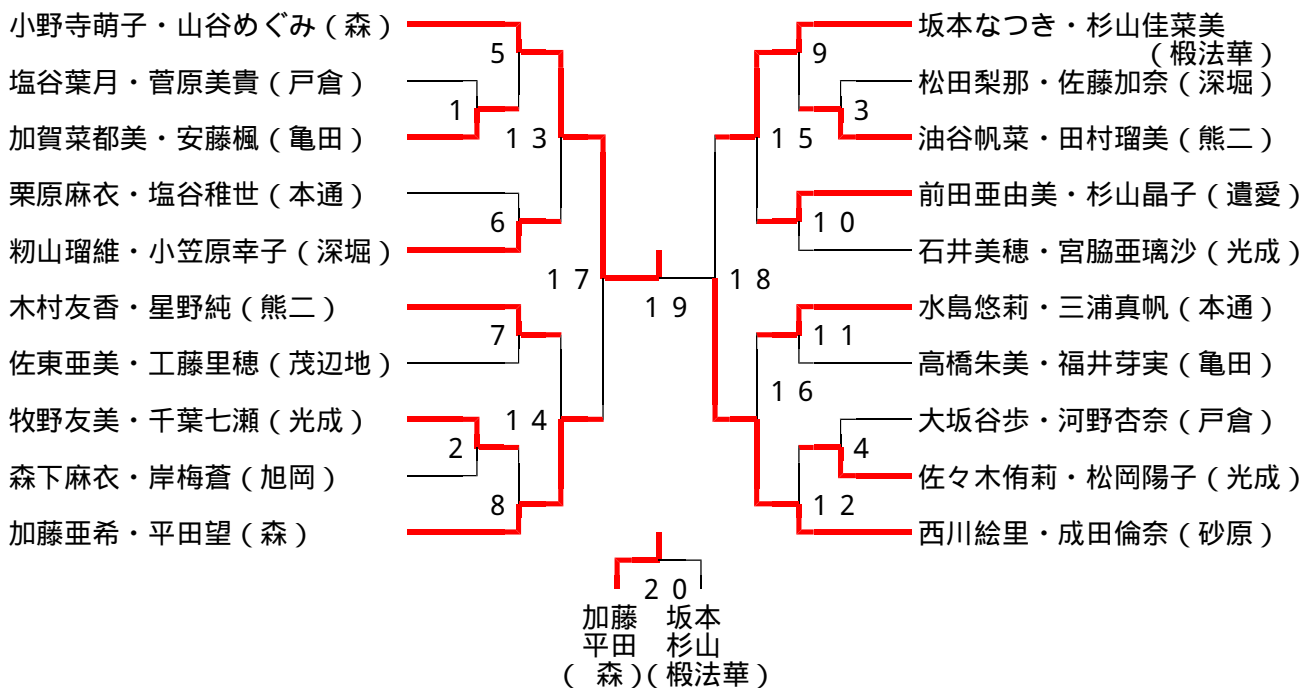 小野寺萌子・山谷めぐみ（森）
塩谷葉月・菅原美貴（戸倉）
加賀菜都美・安藤楓（亀田）
栗原麻衣・塩谷稚世（本通）
籾山瑠維・小笠原幸子（深堀）
木村友香・星野純（熊二）
佐東亜美・工藤里穂（茂辺地）
牧野友美・千葉七瀬（光成）
森下麻衣・岸梅蒼（旭岡）
加藤亜希・平田望（森）
5
1
13
6
17
7
14
2
8
19
20
加藤
平田
（ 森）
坂本
杉山
（椴法華）
9
3
15
10
18
11
16
4
12
坂本なつき・杉山佳菜美
（椴法華）
松田梨那・佐藤加奈（深堀）
油谷帆菜・田村瑠美（熊二）
前田亜由美・杉山晶子（遺愛）
石井美穂・宮脇亜璃沙（光成）
水島悠莉・三浦真帆（本通）
高橋朱美・福井芽実（亀田）
大坂谷歩・河野杏奈（戸倉）
佐々木侑莉・松岡陽子（光成）
西川絵里・成田倫奈（砂原）